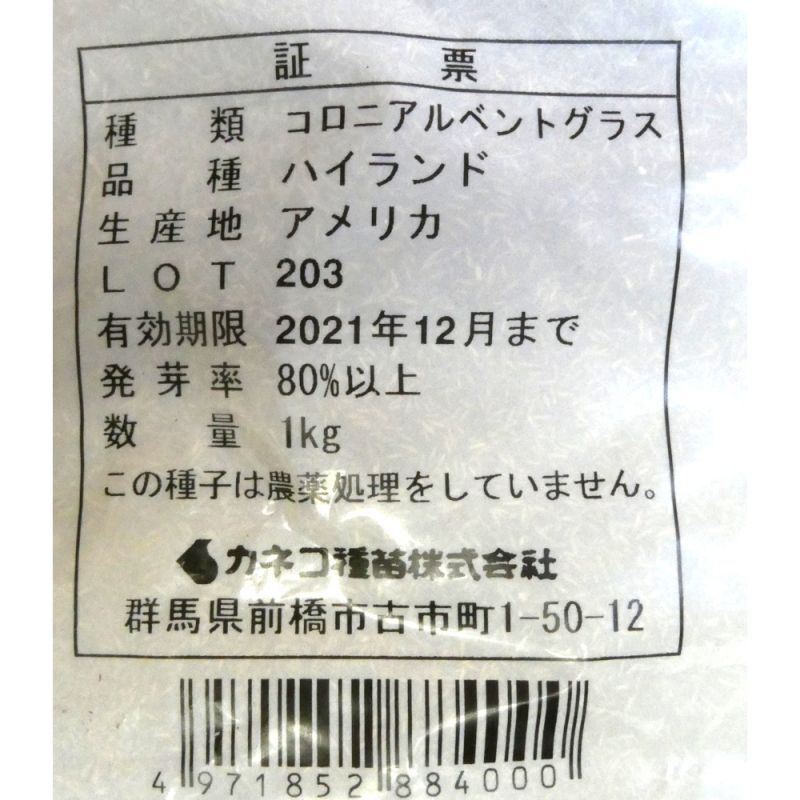 証 票
種 類 コロニアルベントグラス
品 種 ハイランド
生産地 アメリカ
LOT 203
有効期限 2021年12月まで
発芽率 80%以上
数 量 1kg
この種子は農薬処理をしていません。
カネコ種苗株式会社
群馬県前橋市古市町1-50-12
4 971852 884000